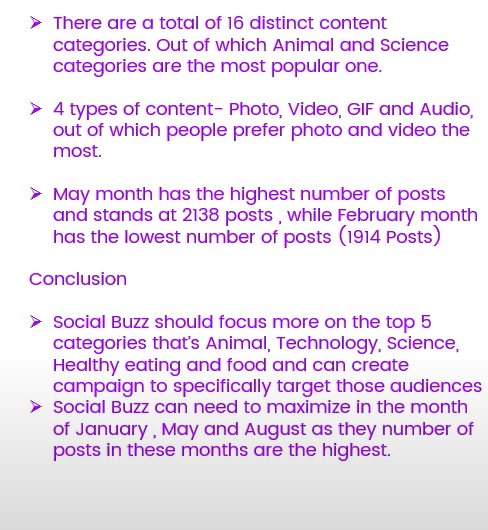 ➢ There are a total of 16 distinct content
categories. Out of which Animal and Science
categories are the most popular one.
➢ 4 types of content- Photo, Video, GIF and Audio,
out of which people prefer photo and video the
most.
➢ May month has the highest number of posts
and stands at 2138 posts , while February month
has the lowest number of posts (1914 Posts)
Conclusion
➢ Social Buzz should focus more on the top 5
categories that's Animal, Technology, Science,
Healthy eating and food and can create
campaign to specifically target those audiences
➢ Social Buzz can need to maximize in the month
of January , May and August as they number of
posts in these months are the highest.